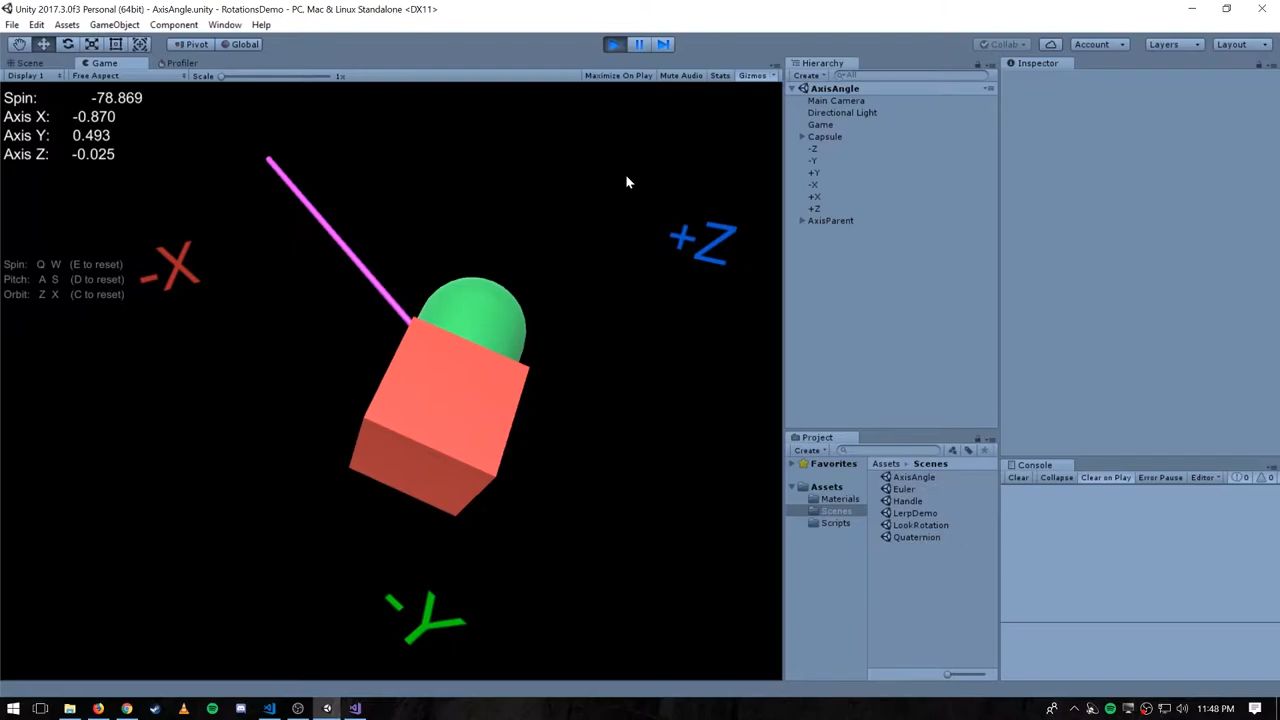 Unity 2017.3.0f3 Personal (64bit) - AxisAngle.unity - RotationsDemo - PC, Mac & Linux Standalone <DX11>
File Edit Assets GameObject Component Window Help
Pivot Global Collab Account Layers Layout
Scene Game Profiler
Display 1 Free Aspect Scale 1x Maximize On Play Mute Audio Stats Gizmos
Spin: -78.869
Axis X: -0.870
Axis Y: 0.493
Axis Z: -0.025
-X
+Z
Spin: Q W (E to reset)
Pitch: A S (D to reset)
Orbit: Z X (C to reset)
-Y
Hierarchy
Create All
AxisAngle
Main Camera
Directional Light
Game
Capsule
-Z
-Y
+Y
-X
+X
+Z
AxisParent
Inspector
Project
Create
Favorites
Assets
Materials
Scenes
Scripts
Assets Scenes
AxisAngle
Euler
Handle
LerpDemo
LookRotation
Quaternion
Console
Clear Collapse Clear on Play Error Pause Editor 0 0
11:48 PM